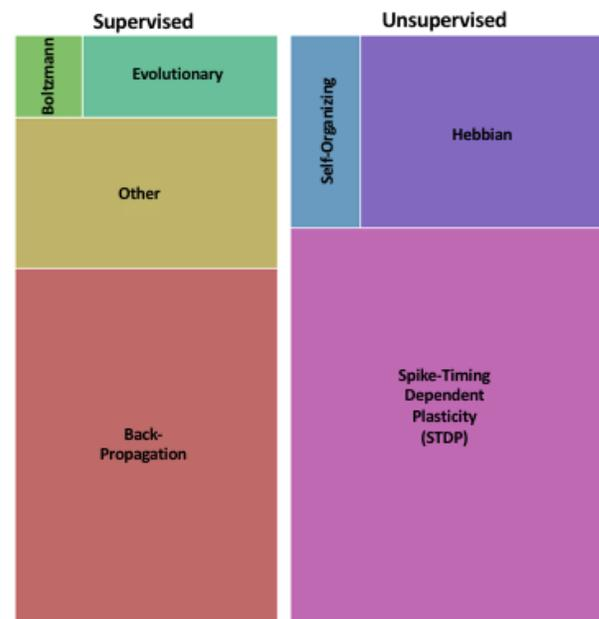 Supervised
Unsupervised
Boltzmann
Evolutionary
Self-Organizing
Hebbian
Other
Spike-Timing
Dependent
Plasticity
(STDP)
Back-
Propagation